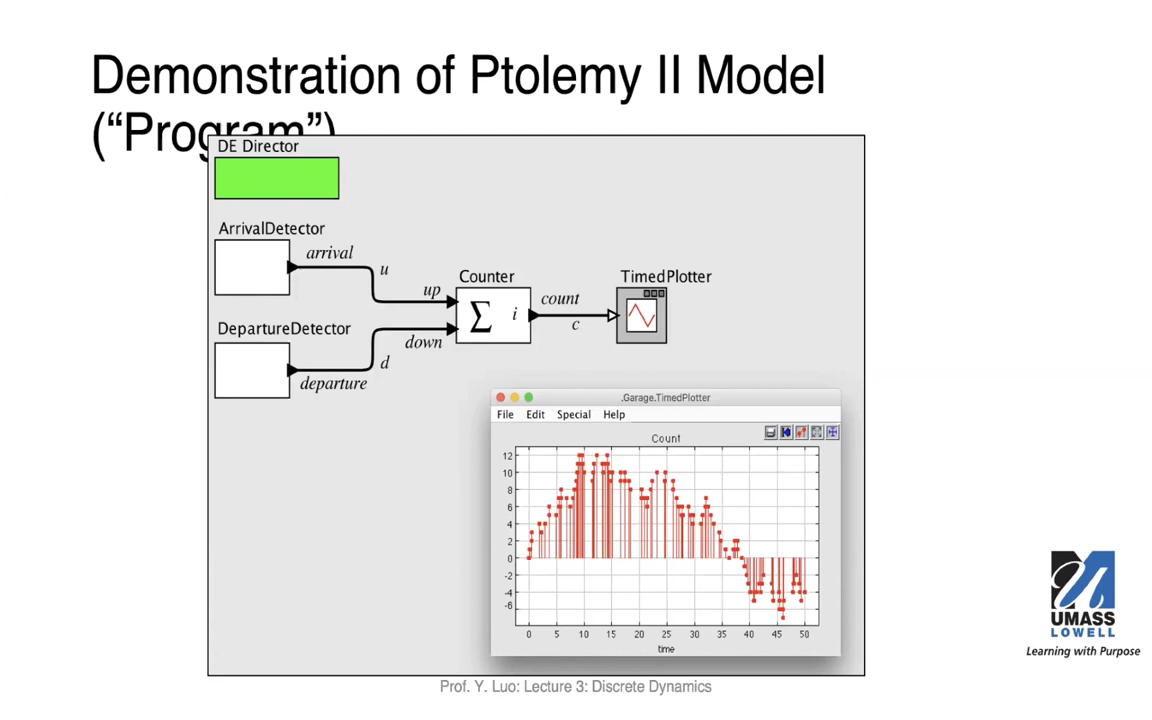 Demonstration of Ptolemy II Model
(“Program”)
DE Director
ArrivalDetector
arrival
u
up
Counter
Σ i
count
c
TimedPlotter
DepartureDetector
departure
d
down
.Garage.TimedPlotter
File Edit Special Help
Count
12
10
8
6
4
2
0
-2
-4
-6
0 5 10 15 20 25 30 35 40 45 50
time
UMASS
LOWELL
Learning with Purpose
Prof. Y. Luo: Lecture 3: Discrete Dynamics